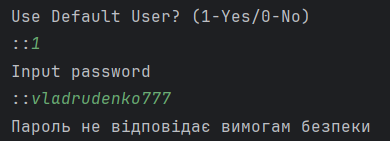 Use Default User? (1-Yes/0-No)
::1
Input password
::vladrudenko777
Пароль не відповідає вимогам безпеки